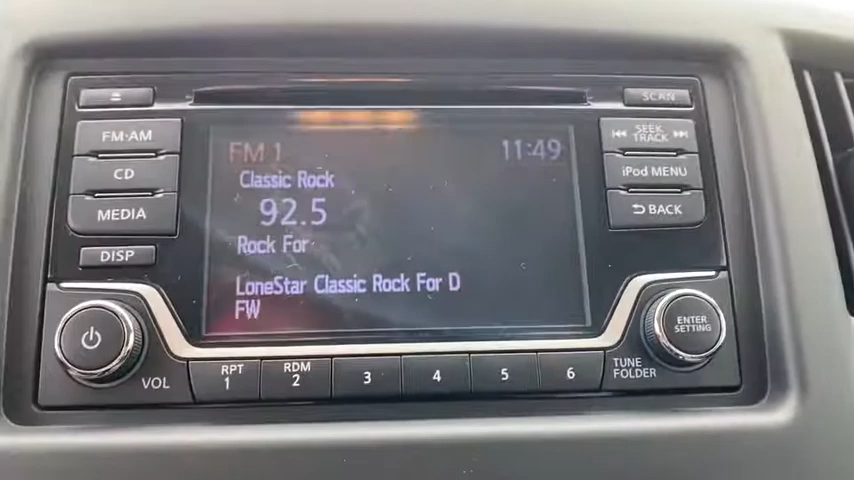 SCAN
FM·AM
SEEK
TRACK
FM 1
11:49
Classic Rock
CD
iPod MENU
92.5
MEDIA
BACK
Rock For
DISP
LoneStar Classic Rock For D
FW
ENTER
SETTING
VOL
RPT
1
RDM
2
3
4
5
6
TUNE
FOLDER